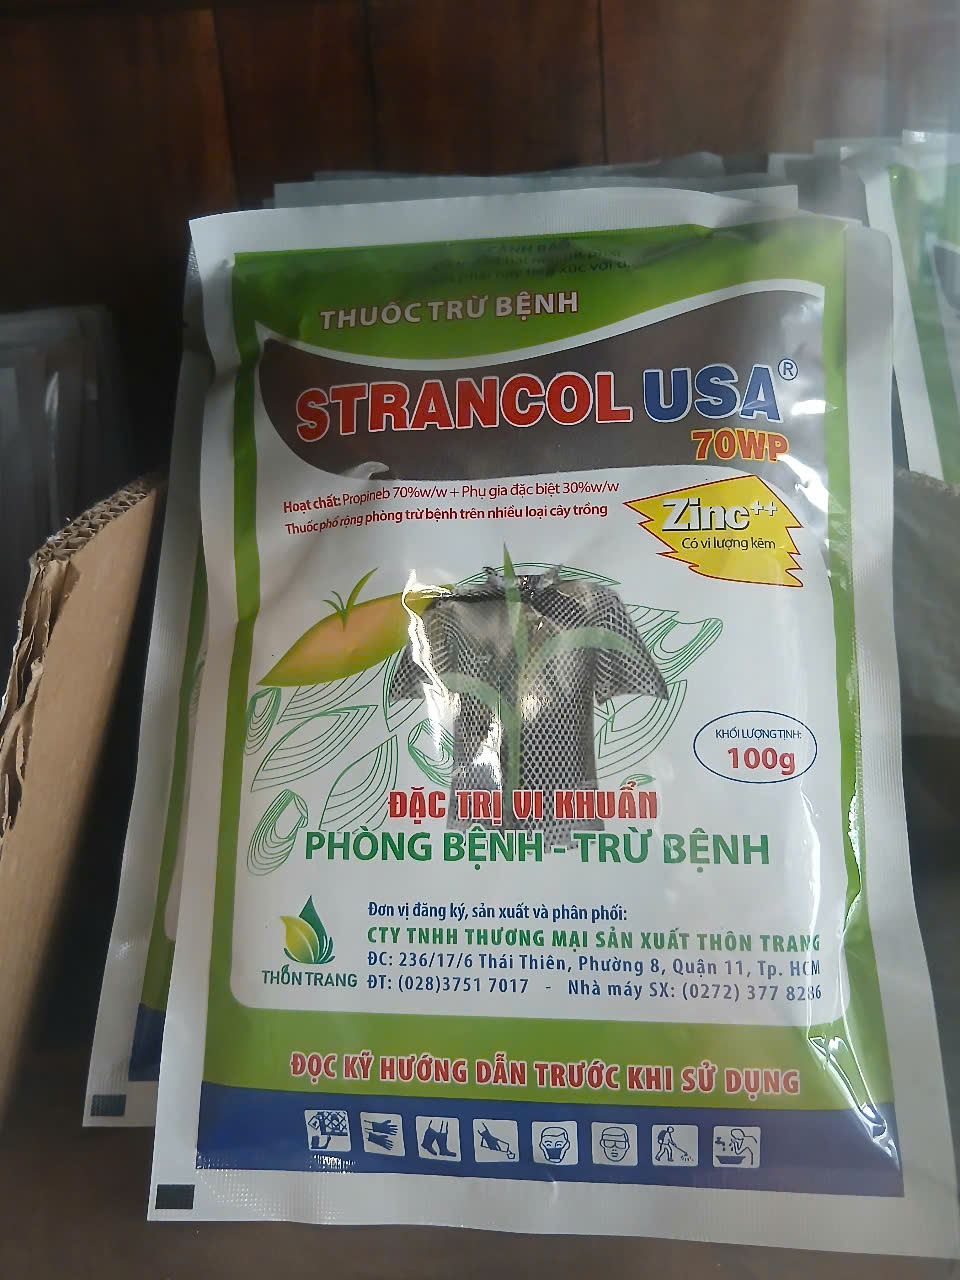 CẢNH BÁO
THUỐC TRỪ BỆNH
STRANCOL USA®
70WP
Hoạt chất: Propineb 70%w/w + Phụ gia đặc biệt 30%w/w
Thuốc phổ rộng phòng trừ bệnh trên nhiều loại cây trồng
Zinc++
Có vi lượng kẽm
KHỐI LƯỢNG TỊNH:
100g
ĐẶC TRỊ VI KHUẨN
PHÒNG BỆNH - TRỪ BỆNH
Đơn vị đăng ký, sản xuất và phân phối:
CTY TNHH THƯƠNG MẠI SẢN XUẤT THÔN TRANG
ĐC: 236/17/6 Thái Thiên, Phường 8, Quận 11, Tp. HCM
ĐT: (028)3751 7017 - Nhà máy SX: (0272) 377 8286
THÔN TRANG
ĐỌC KỸ HƯỚNG DẪN TRƯỚC KHI SỬ DỤNG